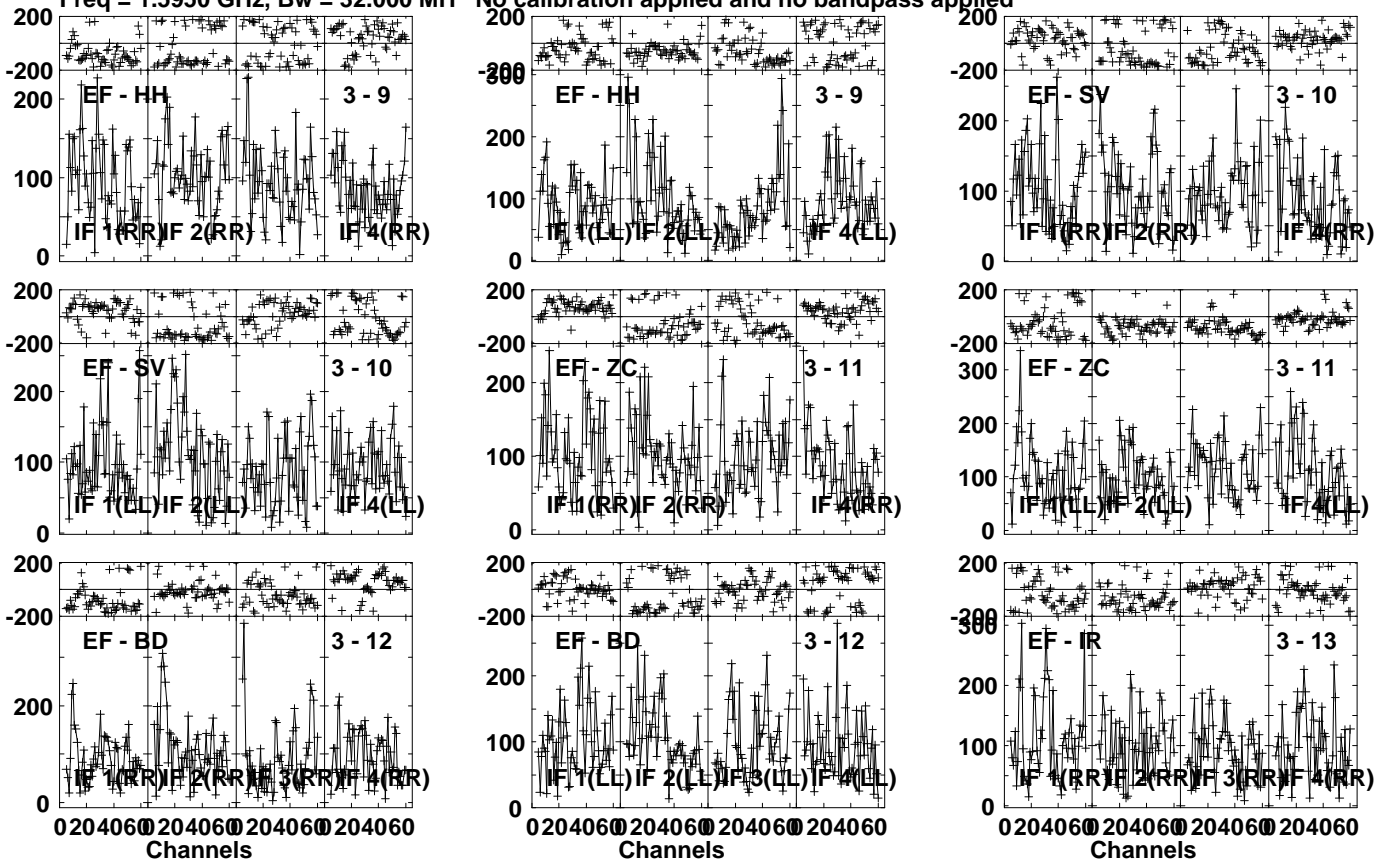 Freq = 1.5950 GHz, Bw = 32.000 MH No calibration applied and no bandpass applied
200
-200
200
100
0
EF - HH 3 - 9
IF 1(RR) IF 2(RR) IF 4(RR)
200
-200
300
200
100
0
EF - HH 3 - 9
IF 1(LL) IF 2(LL) IF 4(LL)
200
-200
200
100
0
EF - SV 3 - 10
IF 1(RR) IF 2(RR) IF 4(RR)
200
-200
200
100
0
EF - SV 3 - 10
IF 1(LL) IF 2(LL) IF 4(LL)
200
-200
200
100
0
EF - ZC 3 - 11
IF 1(RR) IF 2(RR) IF 4(RR)
200
-200
300
200
100
0
EF - ZC 3 - 11
IF 1(LL) IF 2(LL) IF 4(LL)
200
-200
200
0
EF - BD 3 - 12
IF 1(RR) IF 2(RR) IF 3(RR) IF 4(RR)
0 20 40 60 0 20 40 60 0 20 40 60 0 20 40 60
Channels
200
-200
200
100
0
EF - BD 3 - 12
IF 1(LL) IF 2(LL) IF 3(LL) IF 4(LL)
0 20 40 60 0 20 40 60 0 20 40 60 0 20 40 60
Channels
200
-200
300
200
100
0
EF - IR 3 - 13
IF 1(RR) IF 2(RR) IF 3(RR) IF 4(RR)
0 20 40 60 0 20 40 60 0 20 40 60 0 20 40 60
Channels